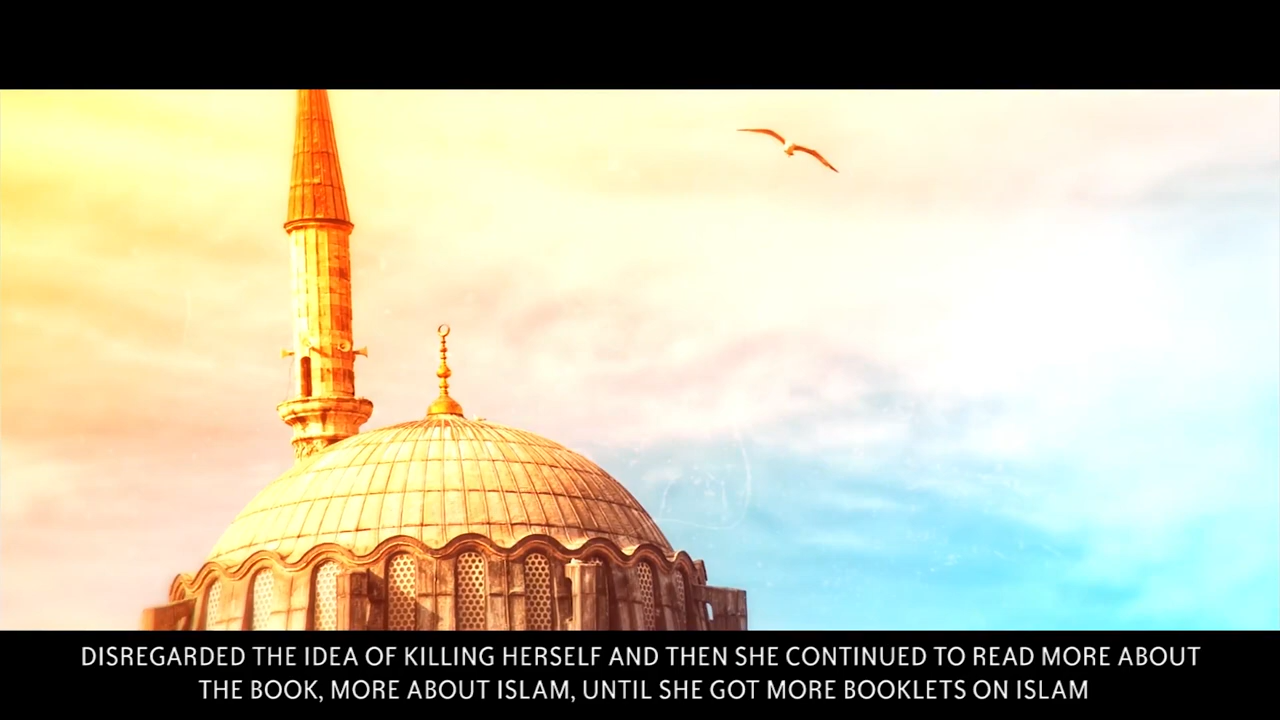 DISREGARDED THE IDEA OF KILLING HERSELF AND THEN SHE CONTINUED TO READ MORE ABOUT
THE BOOK, MORE ABOUT ISLAM, UNTIL SHE GOT MORE BOOKLETS ON ISLAM